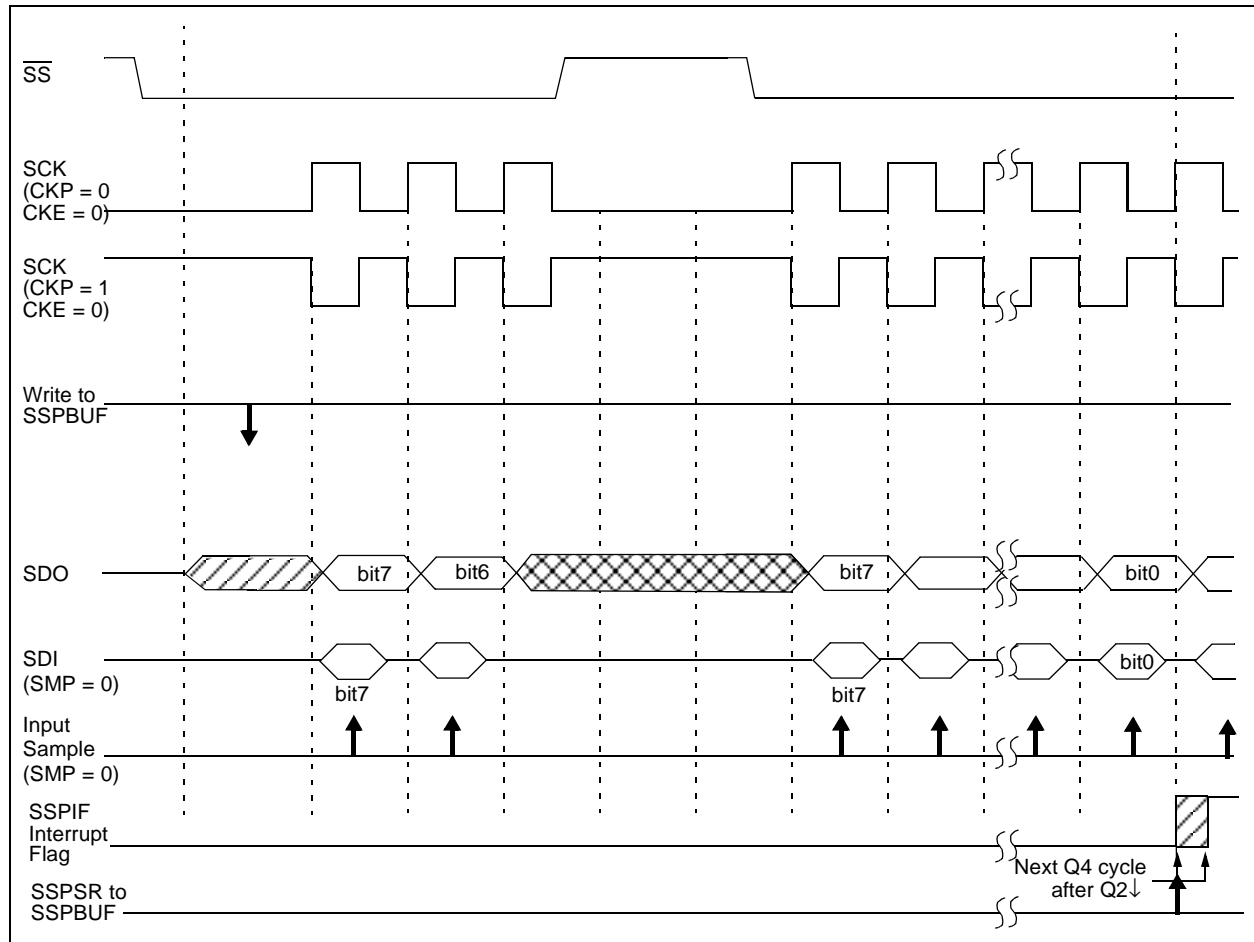 SS
SCK
(CKP = 0
CKE = 0)
SCK
(CKP = 1
CKE = 0)
Write to
SSPBUF
SDO
bit7
bit6
bit7
bit0
SDI
(SMP = 0)
bit7
bit7
bit0
Input
Sample
(SMP = 0)
SSPIF
Interrupt
Flag
Next Q4 cycle
after Q2↓
SSPSR to
SSPBUF